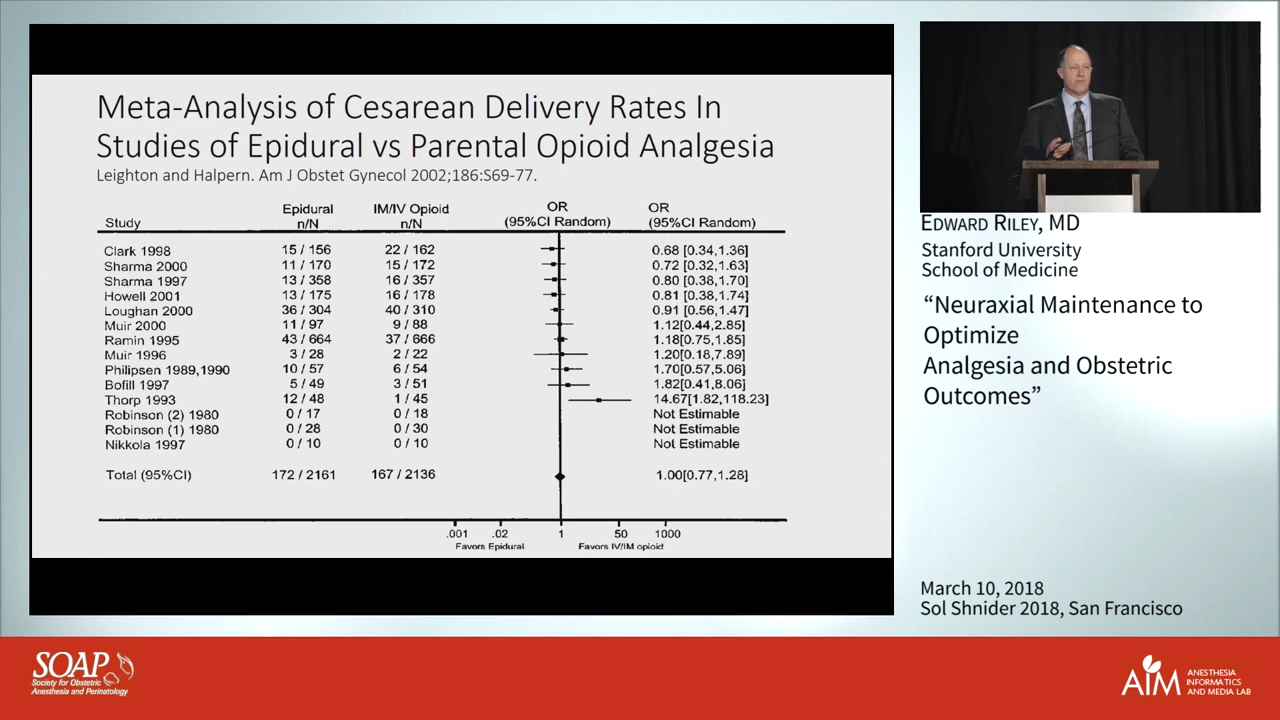 Meta-Analysis of Cesarean Delivery Rates In
Studies of Epidural vs Parental Opioid Analgesia
Leighton and Halpern. Am J Obstet Gynecol 2002;186:S69-77.
Study Epidural n/N IM/IV Opioid n/N OR (95%CI Random) OR (95%CI Random)
Clark 1998 15 / 156 22 / 162 0.68 [0.34,1.36]
Sharma 2000 11 / 170 15 / 172 0.72 [0.32,1.63]
Sharma 1997 13 / 358 16 / 357 0.80 [0.38,1.70]
Howell 2001 13 / 175 16 / 178 0.81 [0.38,1.74]
Loughan 2000 36 / 304 40 / 310 0.91 [0.56,1.47]
Muir 2000 11 / 97 9 / 88 1.12[0.44,2.85]
Ramin 1995 43 / 664 37 / 666 1.18[0.75,1.85]
Muir 1996 3 / 28 2 / 22 1.20[0.18,7.89]
Philipsen 1989,1990 10 / 57 6 / 54 1.70[0.57,5.06]
Bofill 1997 5 / 49 3 / 51 1.82[0.41,8.06]
Thorp 1993 12 / 48 1 / 45 14.67[1.82,118.23]
Robinson (2) 1980 0 / 17 0 / 18 Not Estimable
Robinson (1) 1980 0 / 28 0 / 30 Not Estimable
Nikkola 1997 0 / 10 0 / 10 Not Estimable
Total (95%CI) 172 / 2161 167 / 2136 1.00[0.77,1.28]
.001 .02 1 50 1000
Favors Epidural Favors IV/IM opioid
EDWARD RILEY, MD
Stanford University
School of Medicine
“Neuraxial Maintenance to
Optimize
Analgesia and Obstetric
Outcomes”
March 10, 2018
Sol Shnider 2018, San Francisco
SOAP
Society for Obstetric
Anesthesia and Perinatology
AIM
ANESTHESIA
INFORMATICS
AND MEDIA LAB